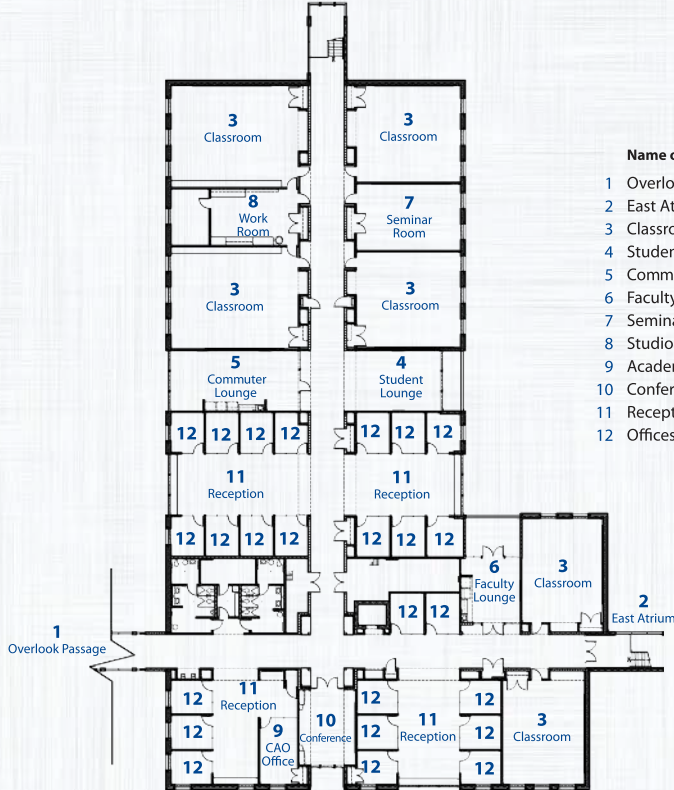 3
Classroom
3
Classroom
8
Work
Room
7
Seminar
Room
3
Classroom
3
Classroom
5
Commuter
Lounge
4
Student
Lounge
12 12 12 12
12 12 12
11
Reception
11
Reception
12 12 12 12
12 12 12
6
Faculty
Lounge
3
Classroom
12 12
2
East Atrium
1
Overlook Passage
12
12
12
11
Reception
9
CAO
Office
10
Conference
12
12
12
11
Reception
12
12
12
3
Classroom
Name
1 Overlo
2 East At
3 Classro
4 Studen
5 Comm
6 Faculty
7 Semina
8 Studio
9 Acade
10 Confer
11 Recept
12 Offices